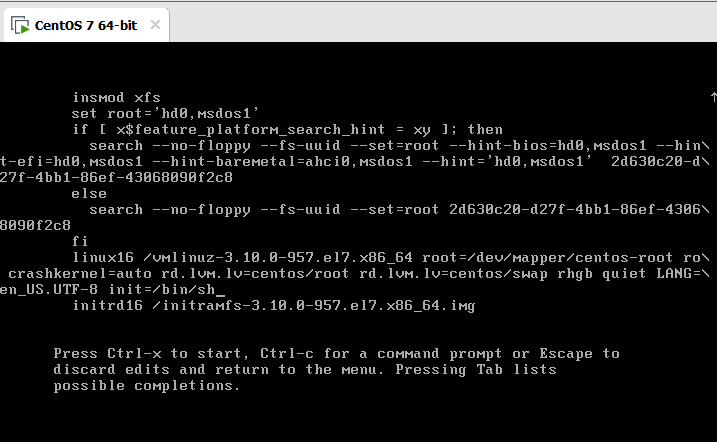 CentOS 7 64-bit
insmod xfs
set root='hd0,msdos1'
if [ x$feature_platform_search_hint = xy ]; then
search --no-floppy --fs-uuid --set=root --hint-bios=hd0,msdos1 --hin\
t-efi=hd0,msdos1 --hint-baremetal=ahci0,msdos1 --hint='hd0,msdos1'  2d630c20-d\
27f-4bb1-86ef-43068090f2c8
else
search --no-floppy --fs-uuid --set=root 2d630c20-d27f-4bb1-86ef-4306\
8090f2c8
fi
linux16 /vmlinuz-3.10.0-957.el7.x86_64 root=/dev/mapper/centos-root ro\
crashkernel=auto rd.lvm.lv=centos/root rd.lvm.lv=centos/swap rhgb quiet LANG=\
en_US.UTF-8 init=/bin/sh_
initrd16 /initramfs-3.10.0-957.el7.x86_64.img
Press Ctrl-x to start, Ctrl-c for a command prompt or Escape to
discard edits and return to the menu. Pressing Tab lists
possible completions.